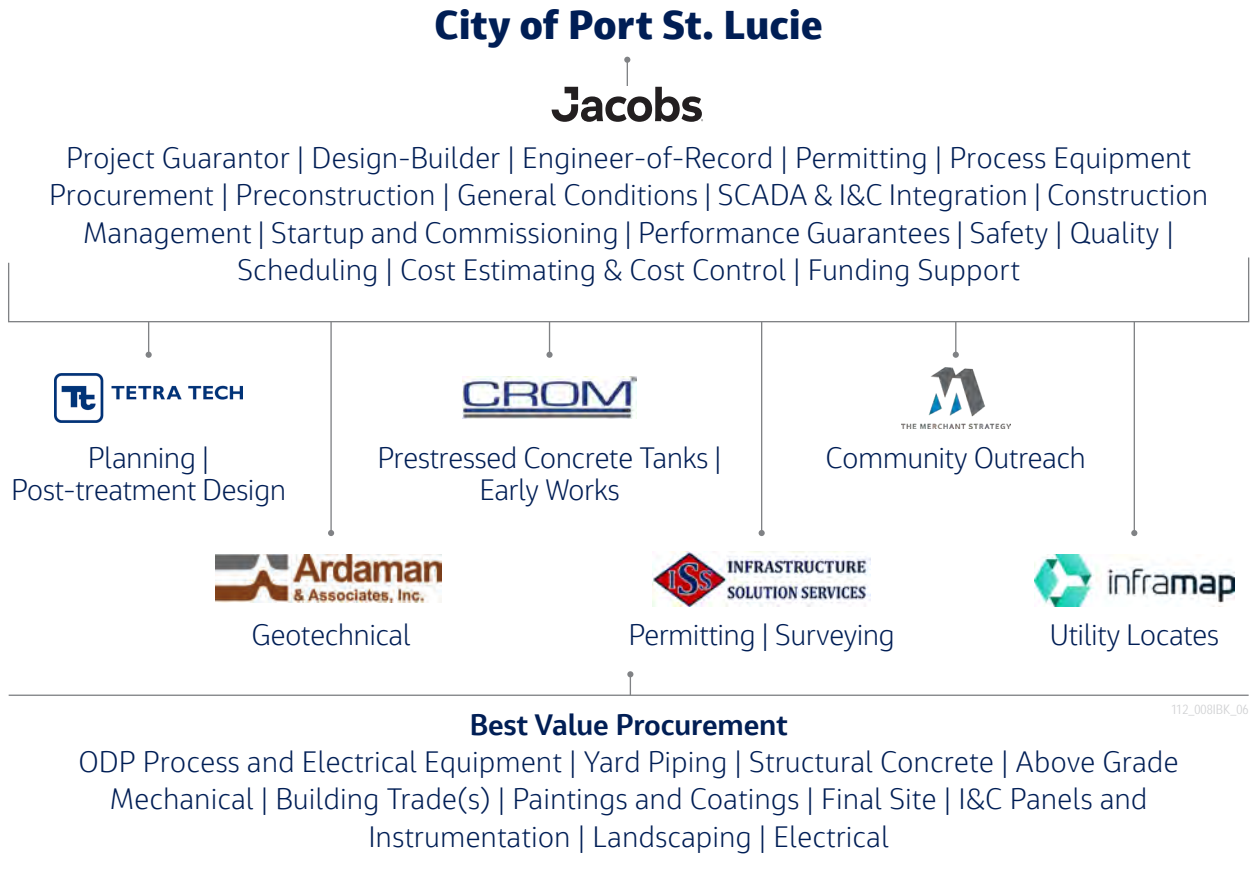 City of Port St. Lucie
Jacobs
Project Guarantor | Design-Builder | Engineer-of-Record | Permitting | Process Equipment
Procurement | Preconstruction | General Conditions | SCADA & I&C Integration | Construction
Management | Startup and Commissioning | Performance Guarantees | Safety | Quality |
Scheduling | Cost Estimating & Cost Control | Funding Support
Tt TETRA TECH
Planning |
Post-treatment Design
CROM
Prestressed Concrete Tanks |
Early Works
THE MERCHANT STRATEGY
Community Outreach
Ardaman
& Associates, Inc.
Geotechnical
ISS
INFRASTRUCTURE
SOLUTION SERVICES
Permitting | Surveying
inframap
Utility Locates
112_008IBK_06
Best Value Procurement
ODP Process and Electrical Equipment | Yard Piping | Structural Concrete | Above Grade
Mechanical | Building Trade(s) | Paintings and Coatings | Final Site | I&C Panels and
Instrumentation | Landscaping | Electrical